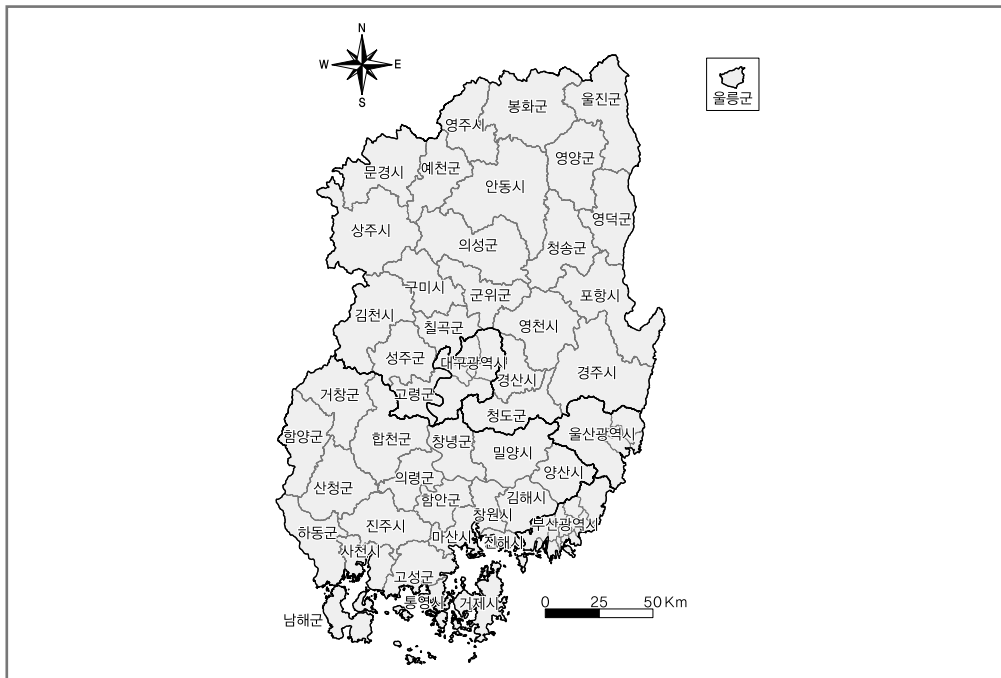 N
W E
S
울릉군
봉화군
울진군
영주시
영양군
문경시
예천군
안동시
영덕군
상주시
의성군
청송군
구미시
군위군
포항시
김천시
칠곡군
영천시
성주군
대구광역시
경산시
경주시
거창군
고령군
청도군
함양군
합천군
창녕군
밀양시
울산광역시
양산시
산청군
의령군
함안군
김해시
하동군
진주시
마산시
창원시
부산광역시
진해시
사천시
고성군
남해군
통영시
거제시
0 25 50 Km